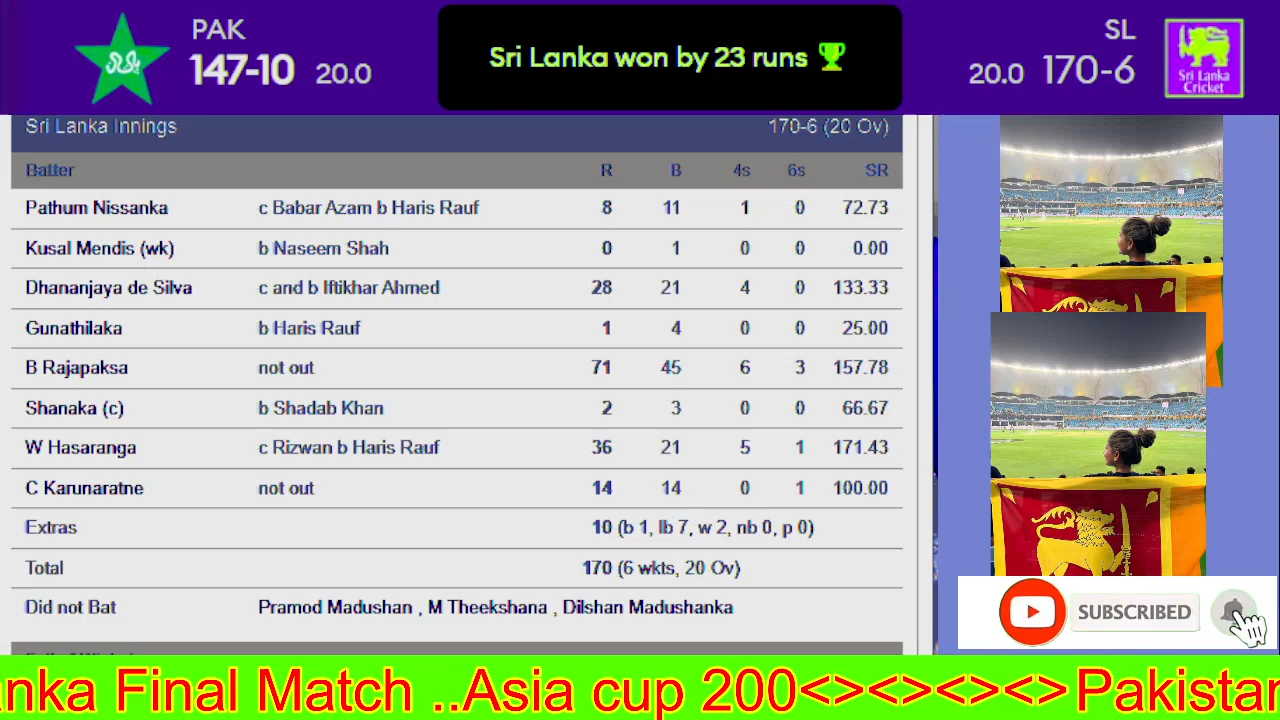 PAK
147-10 20.0
Sri Lanka won by 23 runs 🏆
SL
20.0 170-6
Sri Lanka
Cricket
Sri Lanka Innings 170-6 (20 Ov)
Batter R B 4s 6s SR
Pathum Nissanka c Babar Azam b Haris Rauf 8 11 1 0 72.73
Kusal Mendis (wk) b Naseem Shah 0 1 0 0 0.00
Dhananjaya de Silva c and b Iftikhar Ahmed 28 21 4 0 133.33
Gunathilaka b Haris Rauf 1 4 0 0 25.00
B Rajapaksa not out 71 45 6 3 157.78
Shanaka (c) b Shadab Khan 2 3 0 0 66.67
W Hasaranga c Rizwan b Haris Rauf 36 21 5 1 171.43
C Karunaratne not out 14 14 0 1 100.00
Extras 10 (b 1, lb 7, w 2, nb 0, p 0)
Total 170 (6 wkts, 20 Ov)
Did not Bat Pramod Madushan , M Theekshana , Dilshan Madushanka
SUBSCRIBED
nka Final Match ..Asia cup 200<><><><>Pakistan